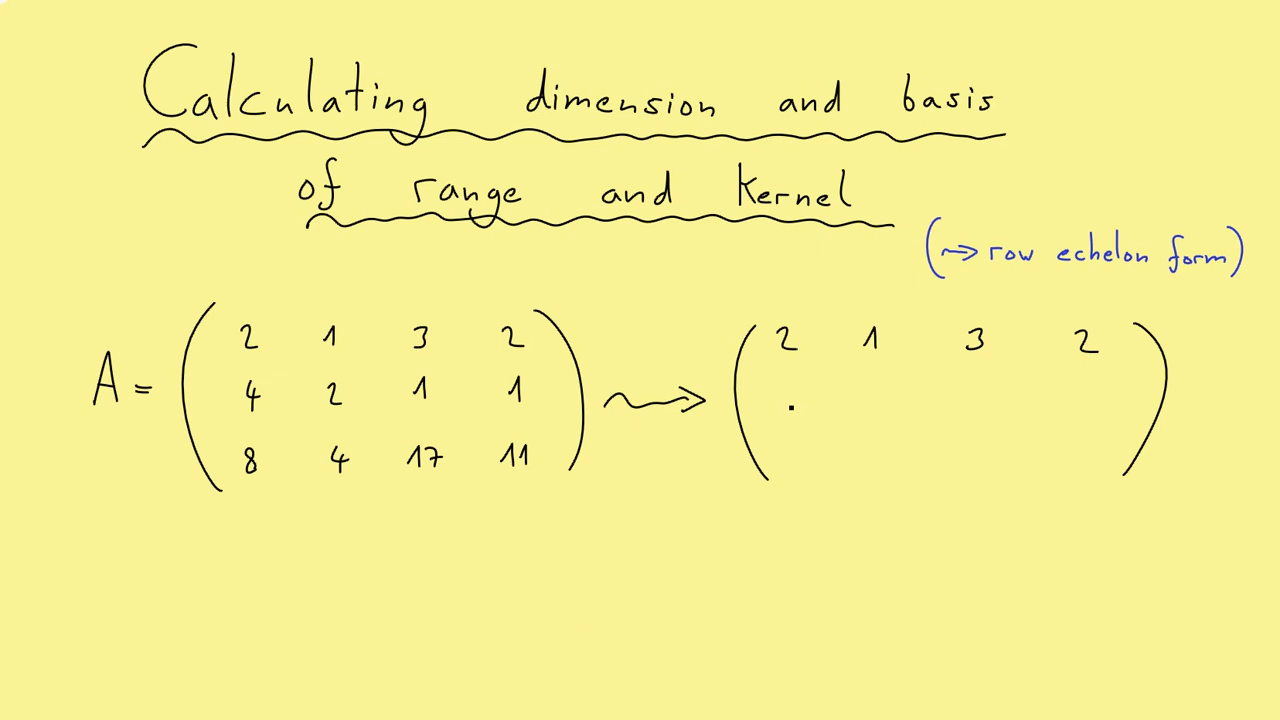 Calculating dimension and basis
of range and kernel
(⇝ row echelon form)
A = ( 2 1 3 2 ) ⇝ ( 2 1 3 2 )
4 2 1 1
8 4 17 11